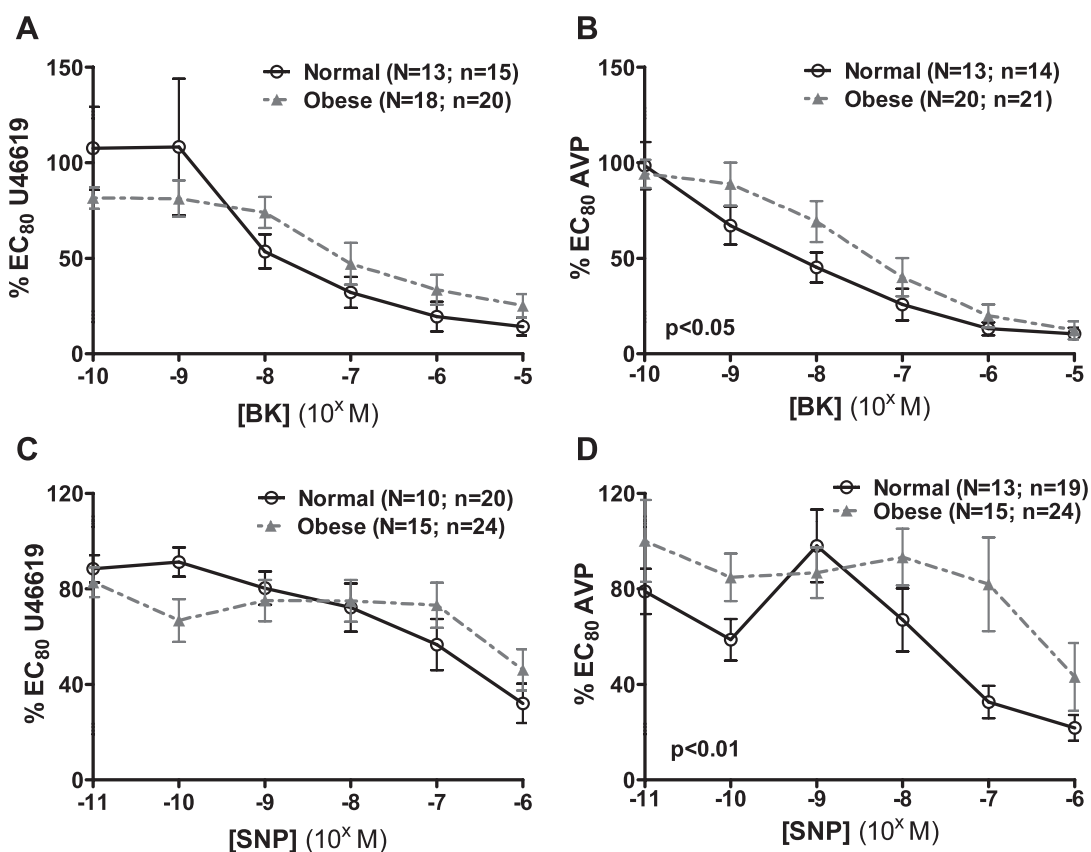 A
150
100
50
0
% EC80 U46619
Normal (N=13; n=15)
Obese (N=18; n=20)
-10 -9 -8 -7 -6 -5
[BK] (10^x M)
B
150
100
50
0
% EC80 AVP
Normal (N=13; n=14)
Obese (N=20; n=21)
p<0.05
-10 -9 -8 -7 -6 -5
[BK] (10^x M)
C
120
80
40
0
% EC80 U46619
Normal (N=10; n=20)
Obese (N=15; n=24)
-11 -10 -9 -8 -7 -6
[SNP] (10^x M)
D
120
80
40
0
% EC80 AVP
Normal (N=13; n=19)
Obese (N=15; n=24)
p<0.01
-11 -10 -9 -8 -7 -6
[SNP] (10^x M)